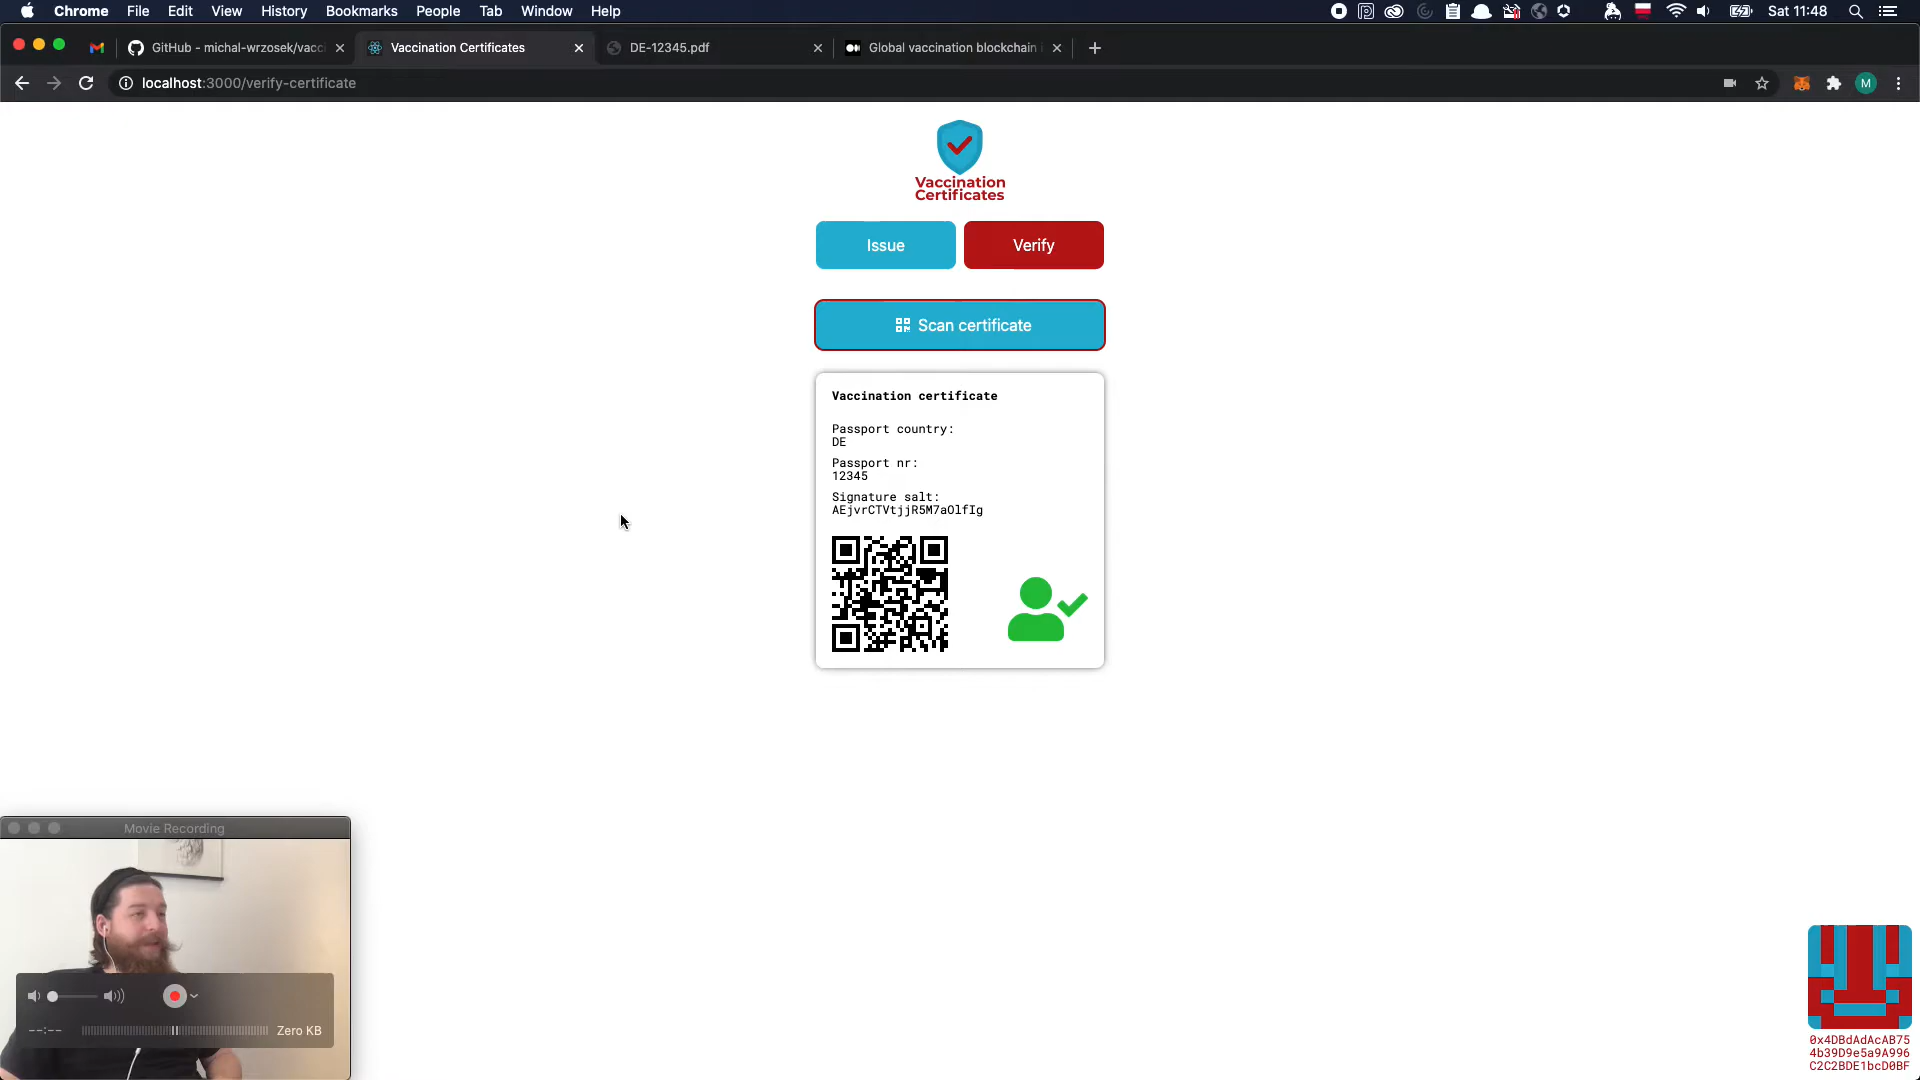 Chrome File Edit View History Bookmarks People Tab Window Help Sat 11:48
GitHub - michal-wrzosek/vacci Vaccination Certificates DE-12345.pdf Global vaccination blockchain
localhost:3000/verify-certificate M
Vaccination
Certificates
Issue Verify
Scan certificate
Vaccination certificate
Passport country:
DE
Passport nr:
12345
Signature salt:
AEjvrCTVtjjR5M7aOlfIg
Movie Recording
--:-- Zero KB
0x4DBdAdAcAB75
4b39D9e5a9A996
C2C2BDE1bcD0BF